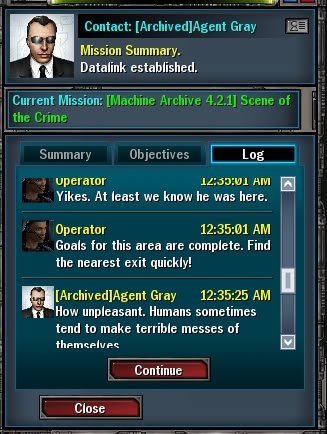 Contact: [Archived]Agent Gray
Mission Summary.
Datalink established.
Current Mission: [Machine Archive 4.2.1] Scene of
the Crime
Summary
Objectives
Log
Operator 12:35:01 AM
Yikes. At least we know he was here.
Operator 12:35:01 AM
Goals for this area are complete. Find
the nearest exit quickly!
[Archived]Agent Gray 12:35:25 AM
How unpleasant. Humans sometimes
tend to make terrible messes of
themselves
Continue
Close